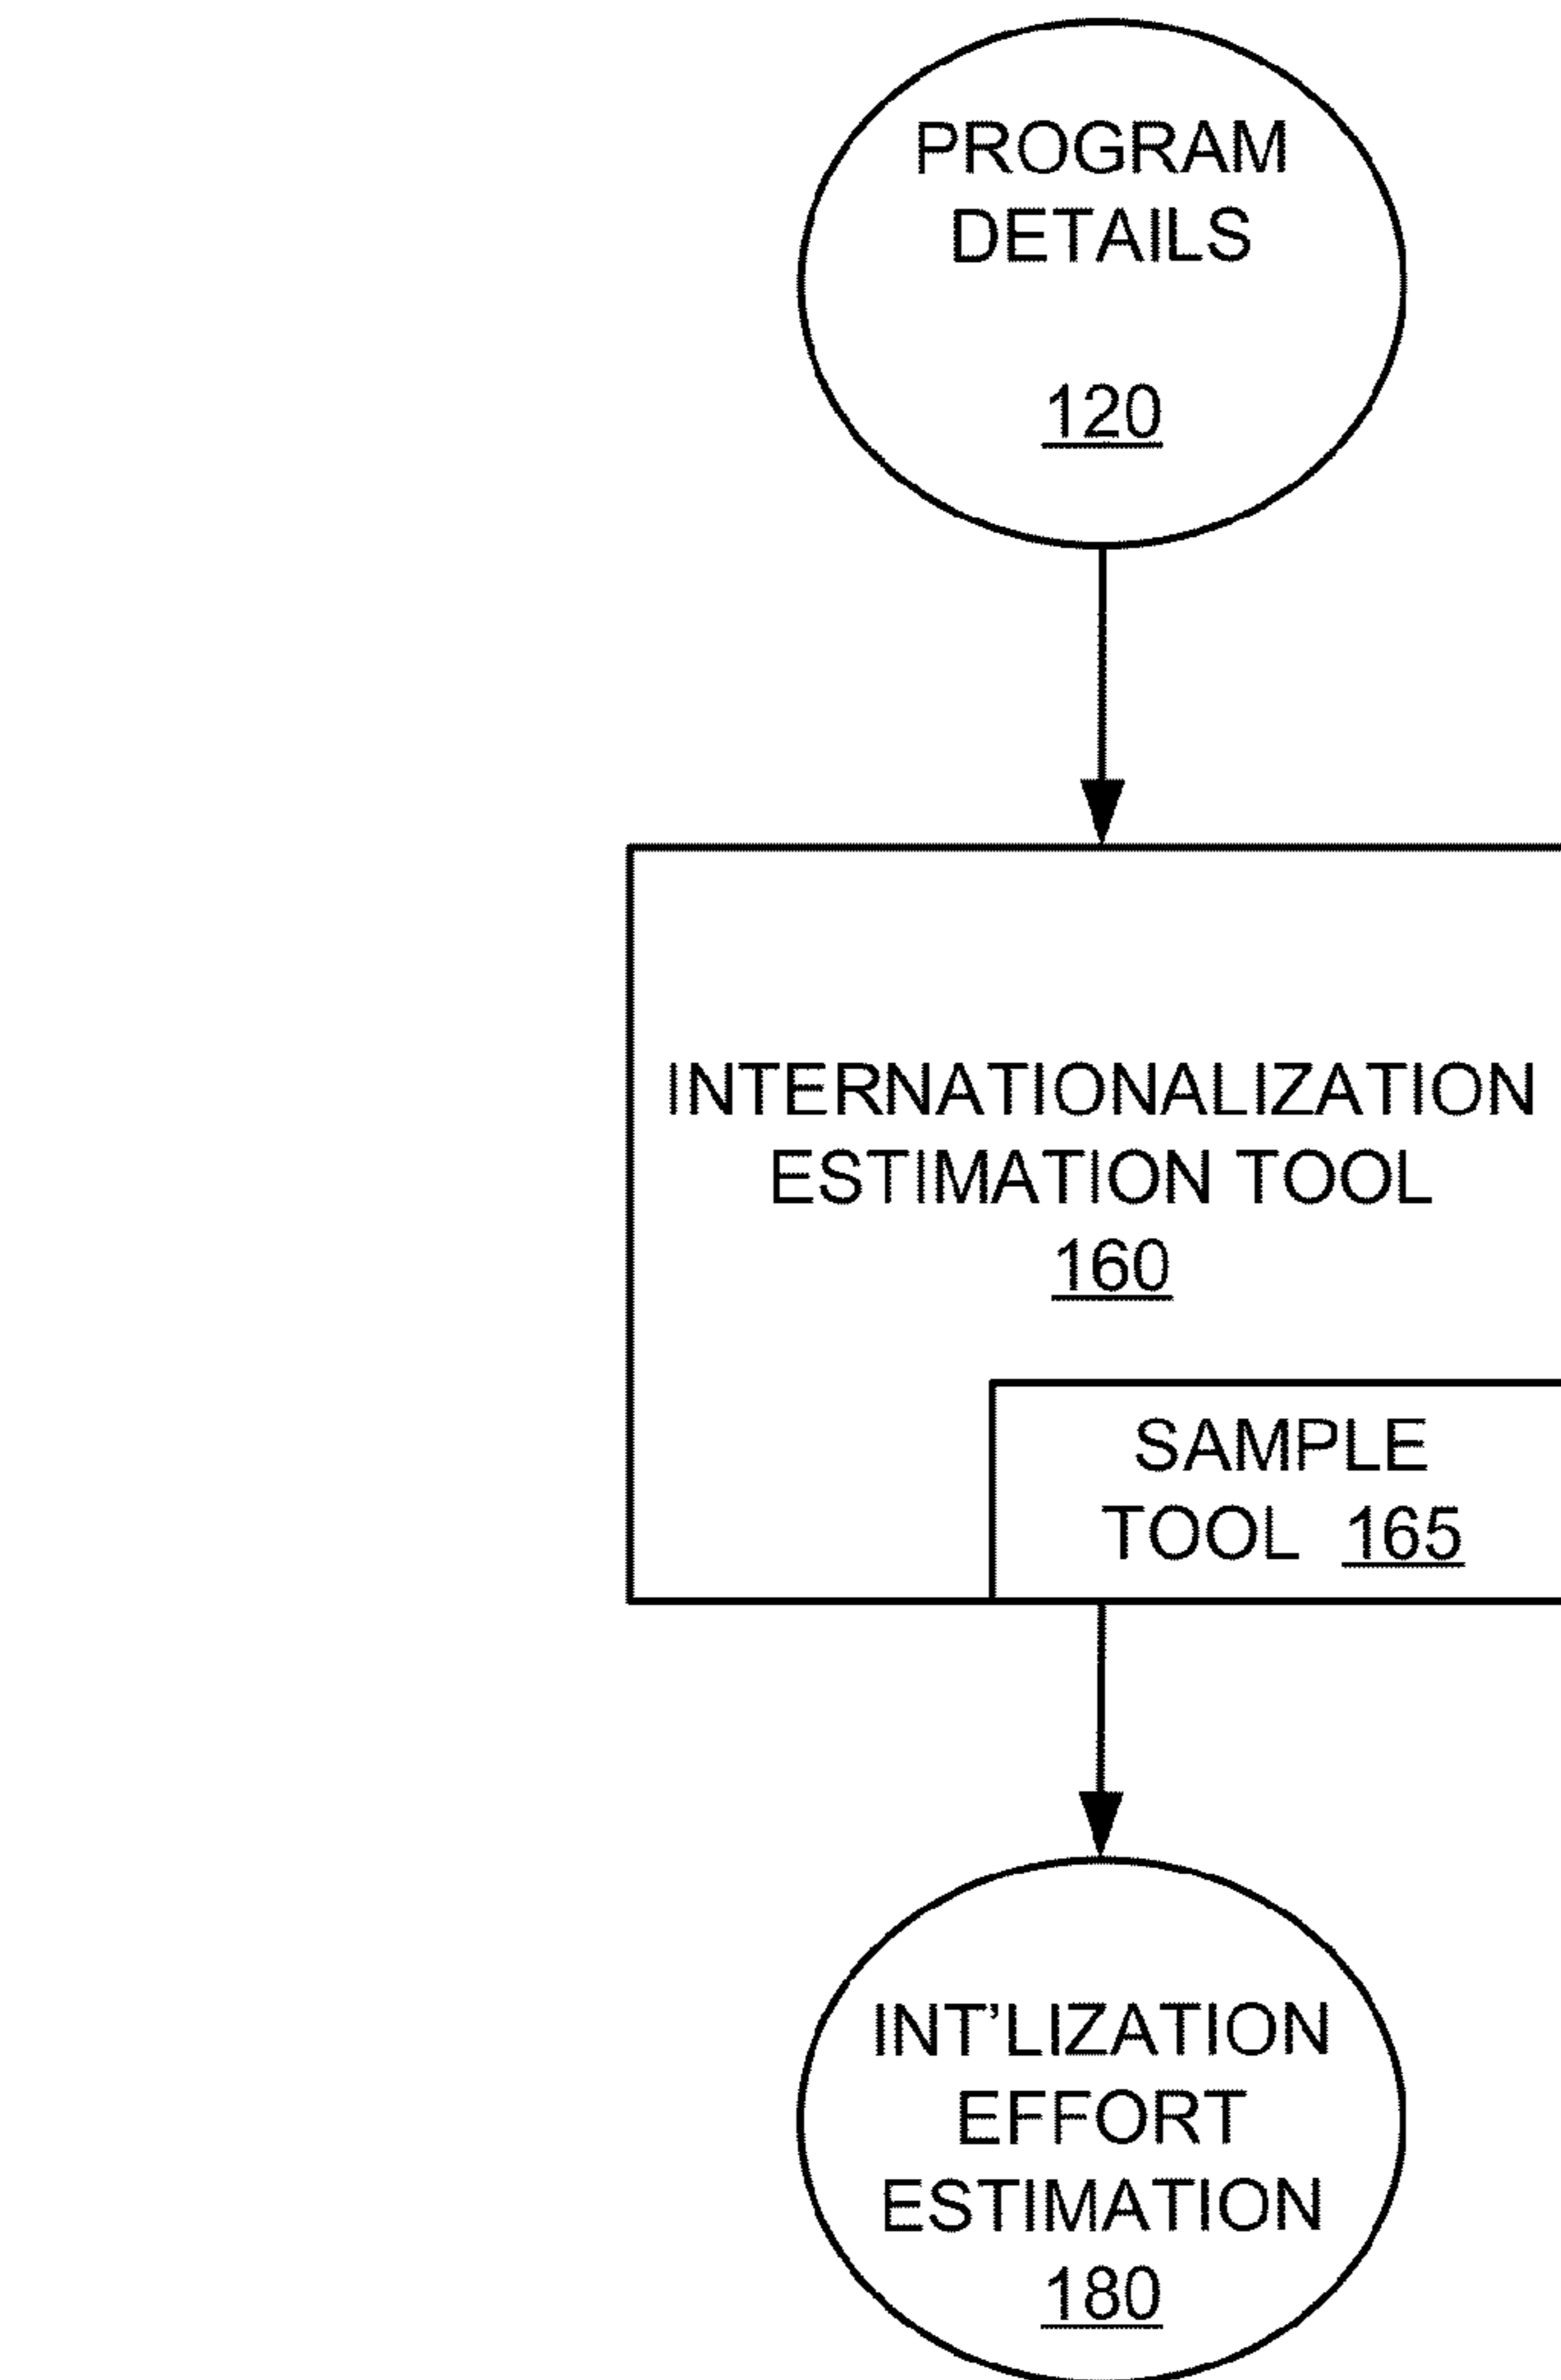 PROGRAM
DETAILS
120
INTERNATIONALIZATION
ESTIMATION TOOL
160
SAMPLE
TOOL 165
INT'LIZATION
EFFORT
ESTIMATION
180